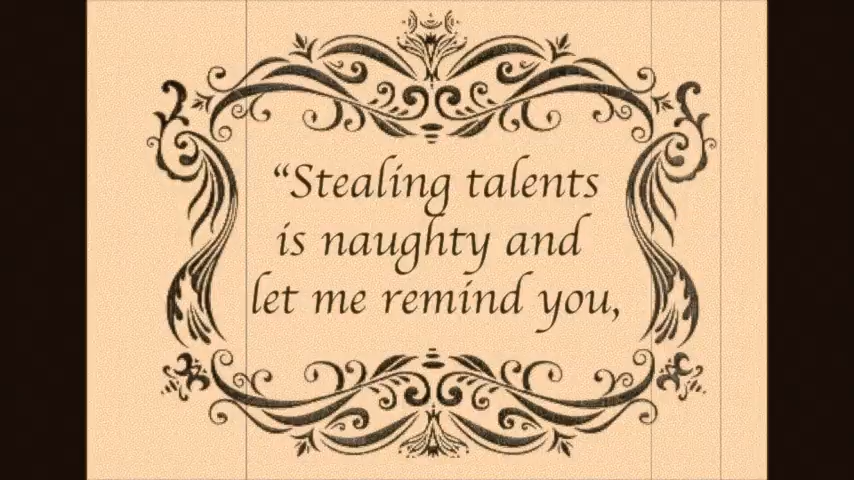 “Stealing talents
is naughty and
let me remind you,